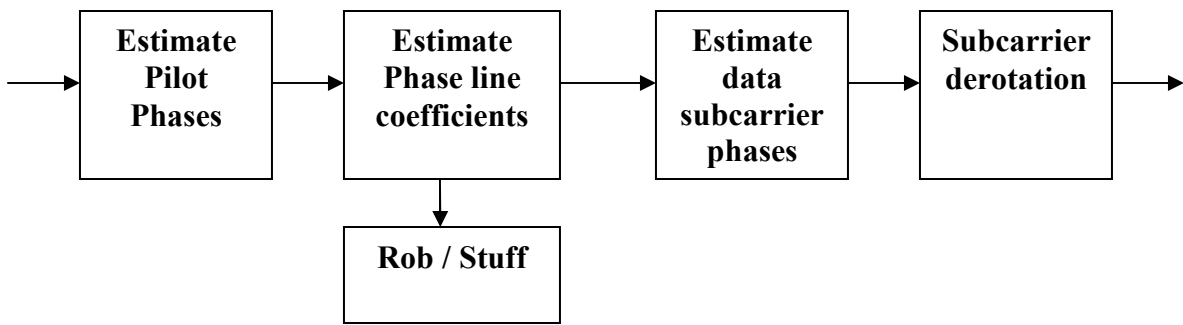 Estimate
Pilot
Phases
Estimate
Phase line
coefficients
Estimate
data
subcarrier
phases
Subcarrier
derotation
Rob / Stuff